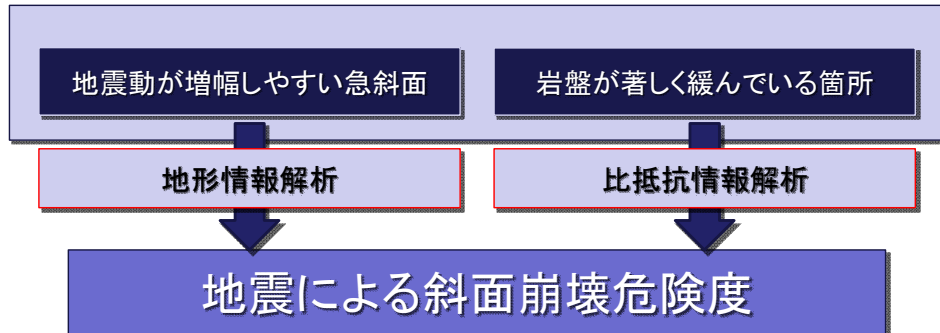 地震動が増幅しやすい急斜面
岩盤が著しく緩んでいる箇所
地形情報解析
比抵抗情報解析
地震による斜面崩壊危険度